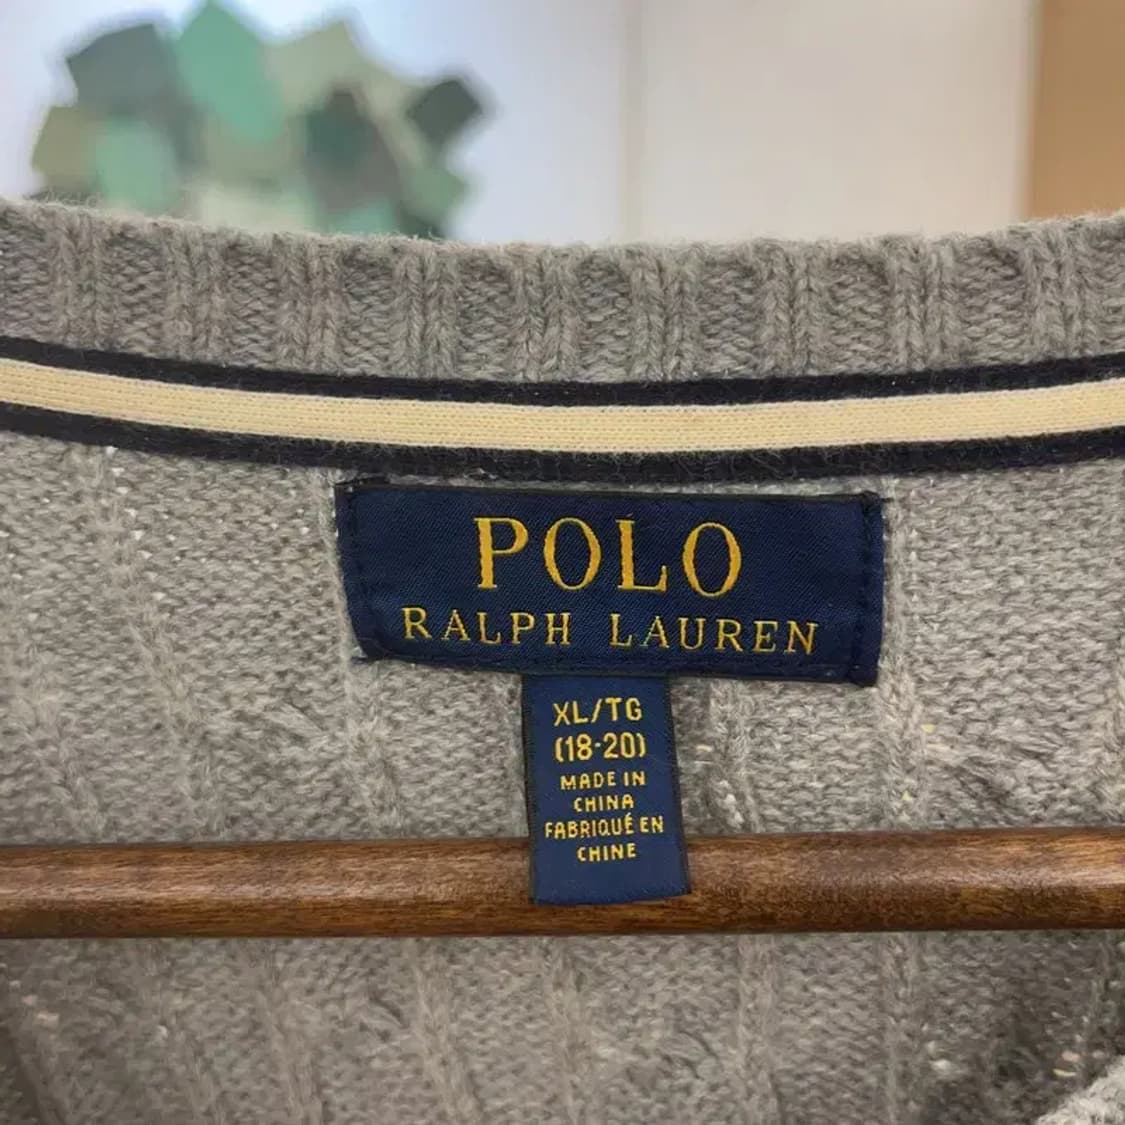 POLO
RALPH LAUREN
XL/TG
(18-20)
MADE IN
CHINA
FABRIQUÉ EN
CHINE